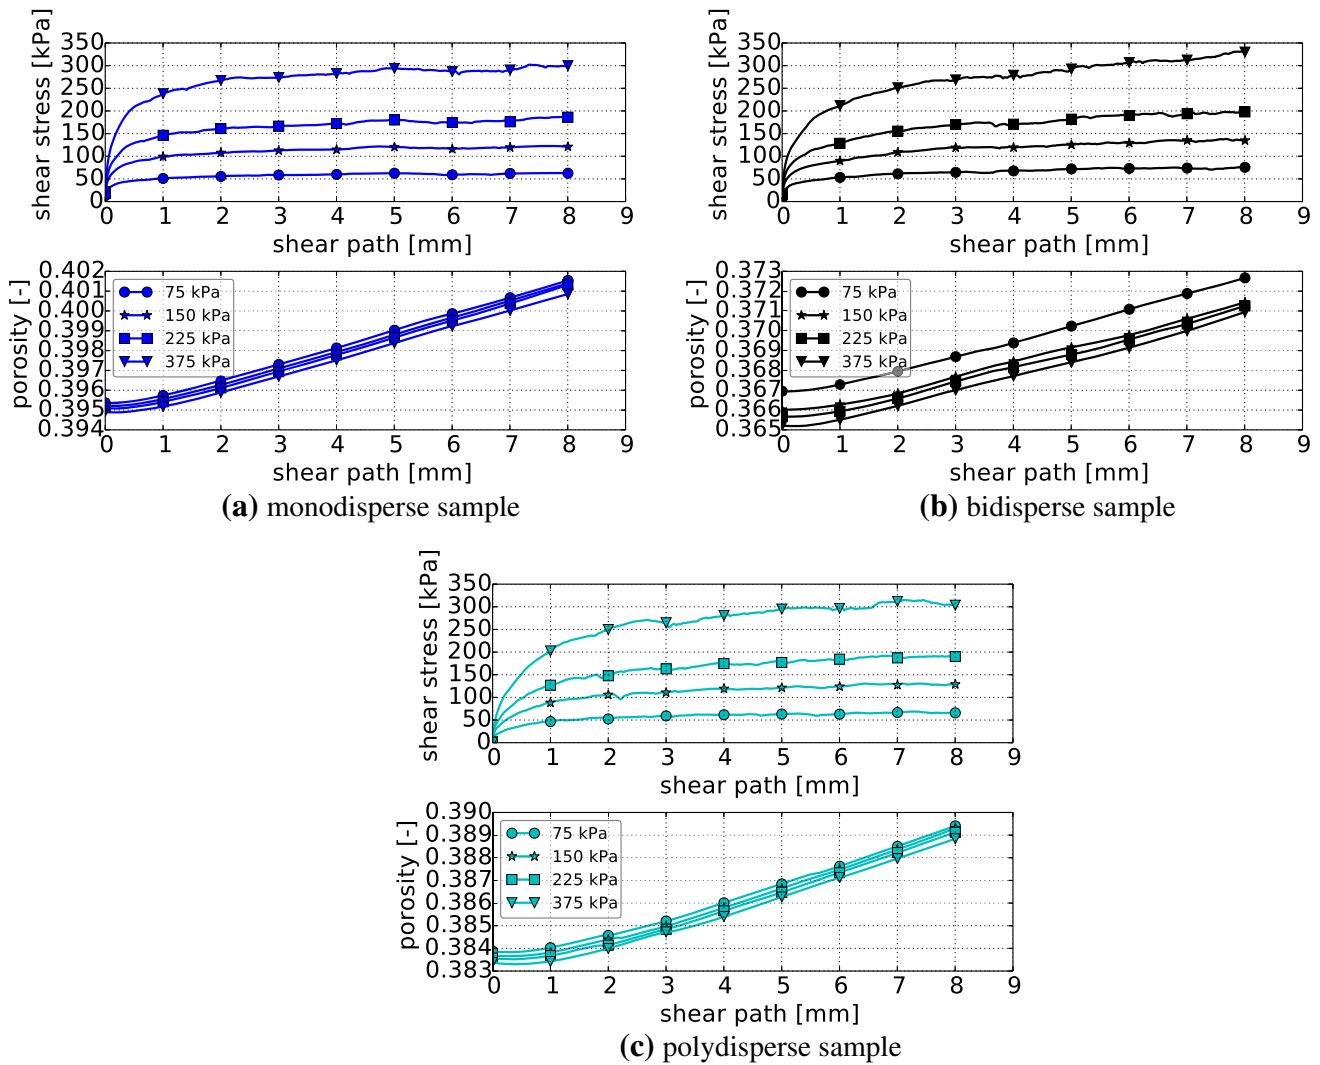 shear stress [kPa]
350
300
250
200
150
100
50
0
0 1 2 3 4 5 6 7 8 9
shear path [mm]
porosity [-]
0.402
0.401
0.399
0.398
0.397
0.396
0.395
0.394
75 kPa
150 kPa
225 kPa
375 kPa
0 1 2 3 4 5 6 7 8 9
shear path [mm]
(a) monodisperse sample
shear stress [kPa]
350
300
250
200
150
100
50
0
0 1 2 3 4 5 6 7 8 9
shear path [mm]
porosity [-]
0.373
0.371
0.370
0.369
0.367
0.366
0.365
75 kPa
150 kPa
225 kPa
375 kPa
0 1 2 3 4 5 6 7 8 9
shear path [mm]
(b) bidisperse sample
shear stress [kPa]
350
300
250
200
150
100
50
0
0 1 2 3 4 5 6 7 8 9
shear path [mm]
porosity [-]
0.390
0.389
0.388
0.387
0.386
0.385
0.384
0.383
75 kPa
150 kPa
225 kPa
375 kPa
0 1 2 3 4 5 6 7 8 9
shear path [mm]
(c) polydisperse sample